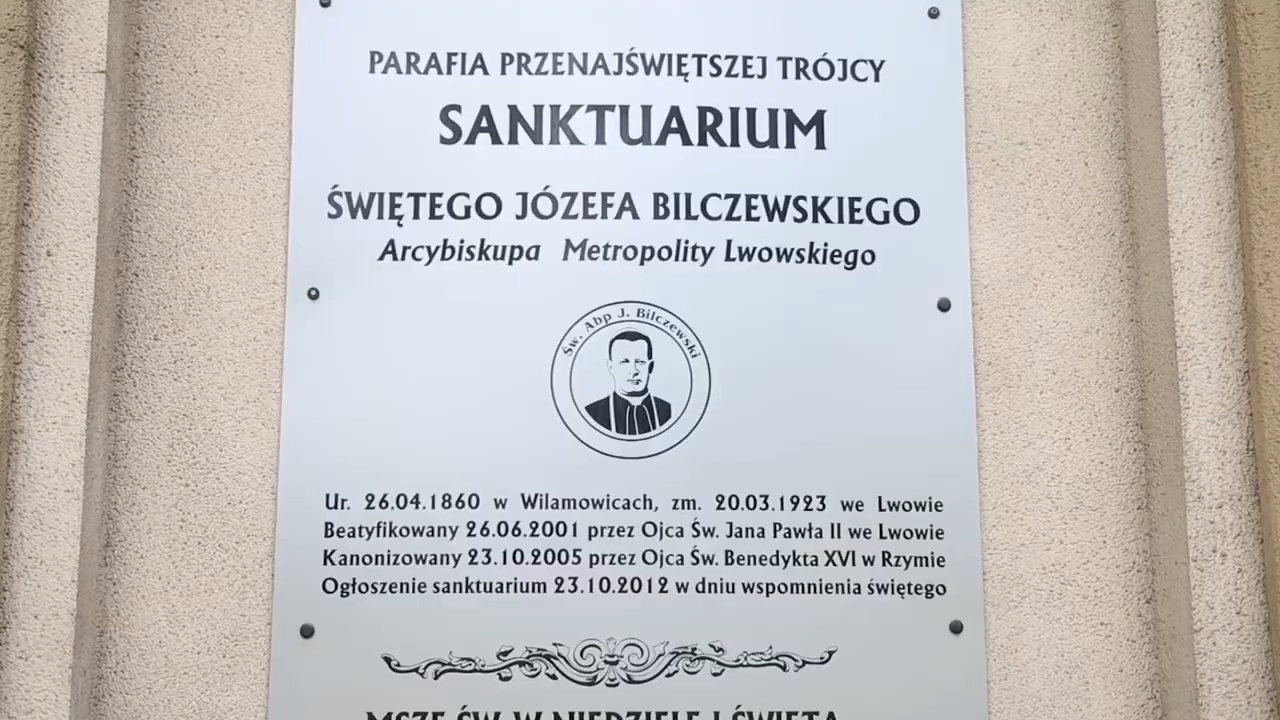 PARAFIA PRZENAJŚWIĘTSZEJ TRÓJCY
SANKTUARIUM
ŚWIĘTEGO JÓZEFA BILCZEWSKIEGO
Arcybiskupa Metropolity Lwowskiego
Św. Abp J. Bilczewski
Ur. 26.04.1860 w Wilamowicach, zm. 20.03.1923 we Lwowie
Beatyfikowany 26.06.2001 przez Ojca Św. Jana Pawła II we Lwowie
Kanonizowany 23.10.2005 przez Ojca Św. Benedykta XVI w Rzymie
Ogłoszenie sanktuarium 23.10.2012 w dniu wspomnienia świętego
MSZE ŚW. W NIEDZIELE I ŚWIĘTA